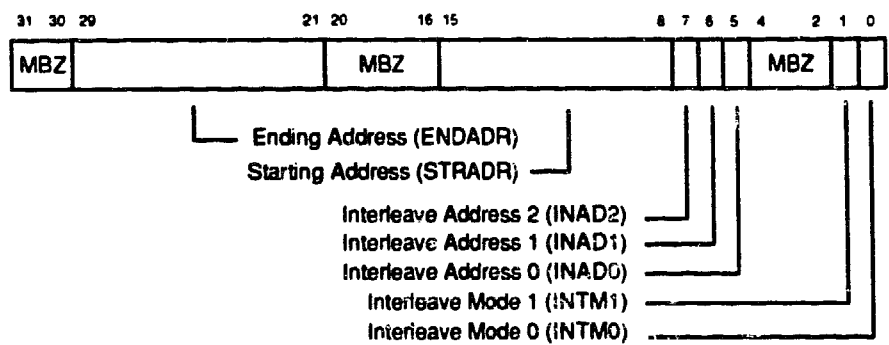 31 30 29 21 20 16 15 8 7 6 5 4 2 1 0
MBZ MBZ MBZ
Ending Address (ENDADR)
Starting Address (STRADR)
Interleave Address 2 (INAD2)
Interleave Address 1 (INAD1)
Interleave Address 0 (INAD0)
Interleave Mode 1 (INTM1)
Interleave Mode 0 (INTM0)